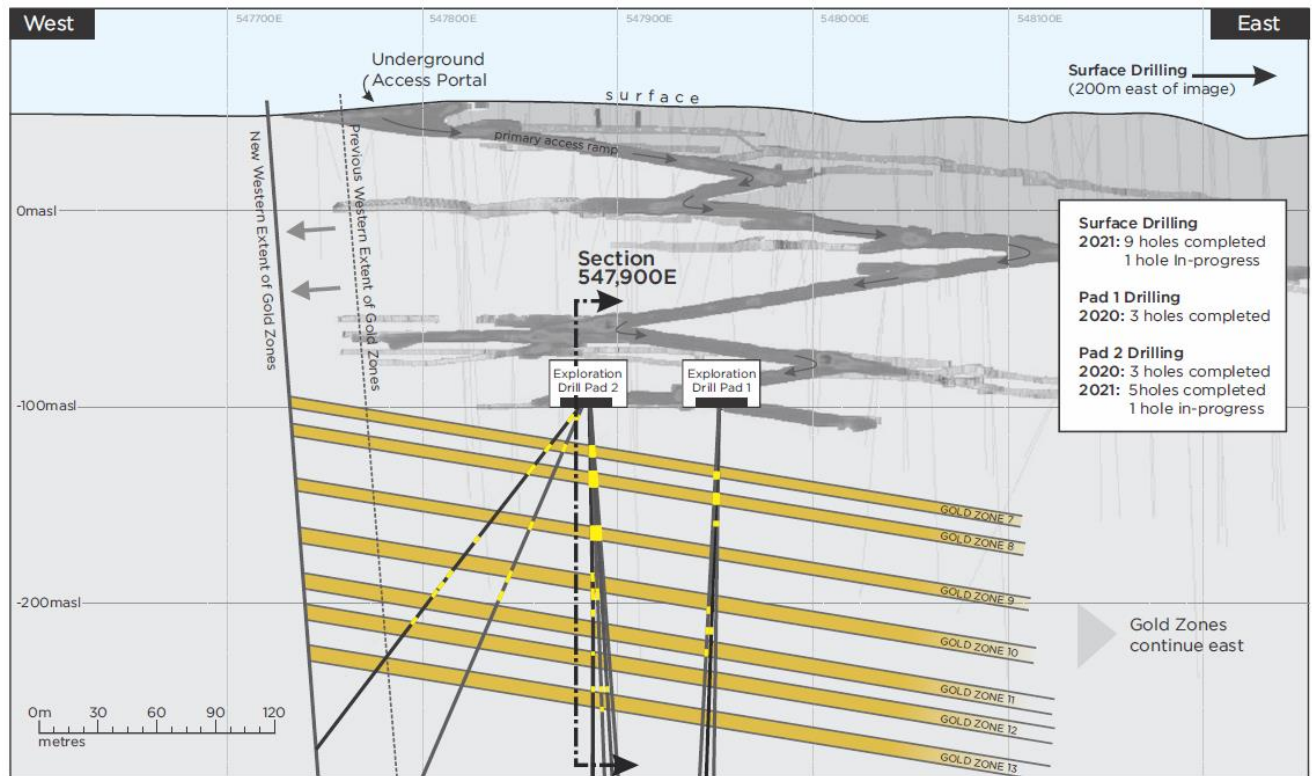 West
547700E
547800E
547900E
548000E
548100E
East
Underground
Access Portal
surface
Surface Drilling
(200m east of image)
primary access ramp
New Western Extent of Gold Zones
Previous Western Extent of Gold Zones
0masl
Section
547,900E
Surface Drilling
2021: 9 holes completed
1 hole In-progress
Pad 1 Drilling
2020: 3 holes completed
Pad 2 Drilling
2020: 3 holes completed
2021: 5holes completed
1 hole in-progress
Exploration
Drill Pad 2
Exploration
Drill Pad 1
-100masl
GOLD ZONE 7
GOLD ZONE 8
GOLD ZONE 9
-200masl
GOLD ZONE 10
Gold Zones
continue east
GOLD ZONE 11
GOLD ZONE 12
GOLD ZONE 13
0m 30 60 90 120
metres